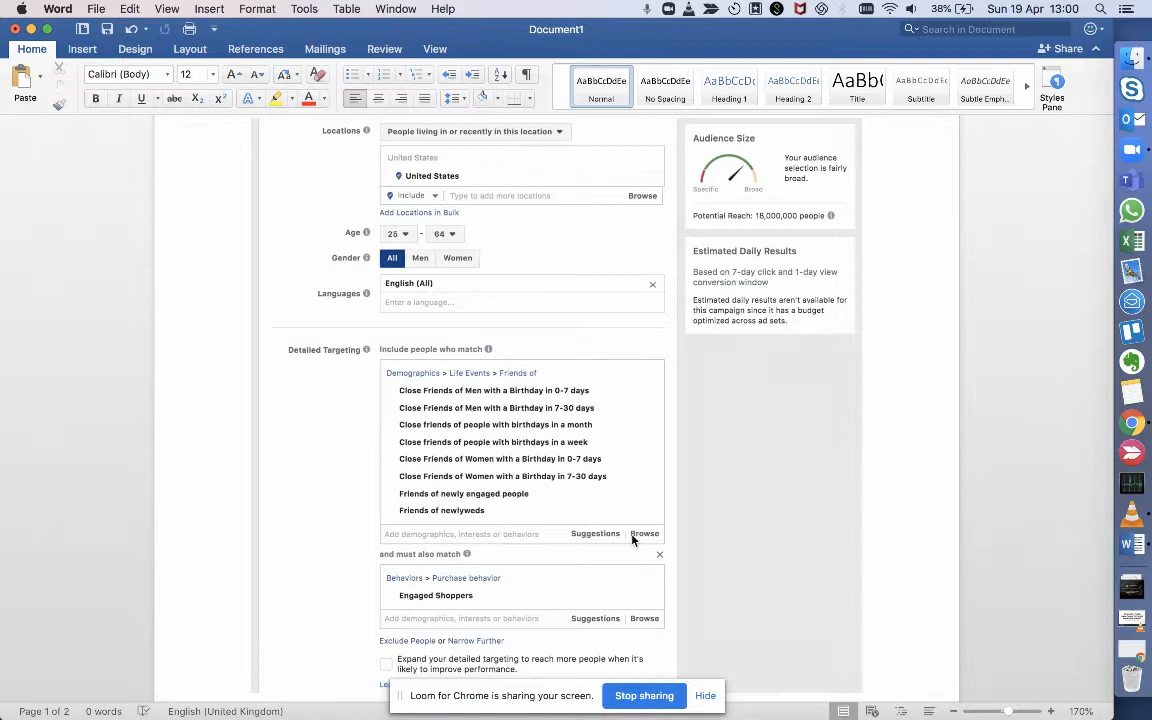 Word File Edit View Insert Format Tools Table Window Help 38% Sun 19 Apr 13:00
Document1
Search in Document
Home Insert Design Layout References Mailings Review View Share
Paste
Calibri (Body) 12
B I U abc X2 X2
AaBbCcDdEe AaBbCcDdEe AaBbCcDc AaBbCcDdEe AaBb( AaBbCcDdEe AaBbCcDdEe
Normal No Spacing Heading 1 Heading 2 Title Subtitle Subtle Emph...
Styles
Pane
Locations People living in or recently in this location
United States
United States
Include Type to add more locations Browse
Add Locations in Bulk
Age 25 - 64
Gender All Men Women
Languages English (All)
Enter a language...
Detailed Targeting Include people who match
Demographics > Life Events > Friends of
Close Friends of Men with a Birthday in 0-7 days
Close Friends of Men with a Birthday in 7-30 days
Close friends of people with birthdays in a month
Close friends of people with birthdays in a week
Close Friends of Women with a Birthday in 0-7 days
Close Friends of Women with a Birthday in 7-30 days
Friends of newly engaged people
Friends of newlyweds
Add demographics, interests or behaviors Suggestions Browse
and must also match
Behaviors > Purchase behavior
Engaged Shoppers
Add demographics, interests or behaviors Suggestions Browse
Exclude People or Narrow Further
Expand your detailed targeting to reach more people when it's
likely to improve performance.
Audience Size
Your audience
selection is fairly
broad.
Specific Broad
Potential Reach: 18,000,000 people
Estimated Daily Results
Based on 7-day click and 1-day view
conversion window
Estimated daily results aren't available for
this campaign since it has a budget
optimized across ad sets.
Loom for Chrome is sharing your screen. Stop sharing Hide
Page 1 of 2 0 words English (United Kingdom) 170%